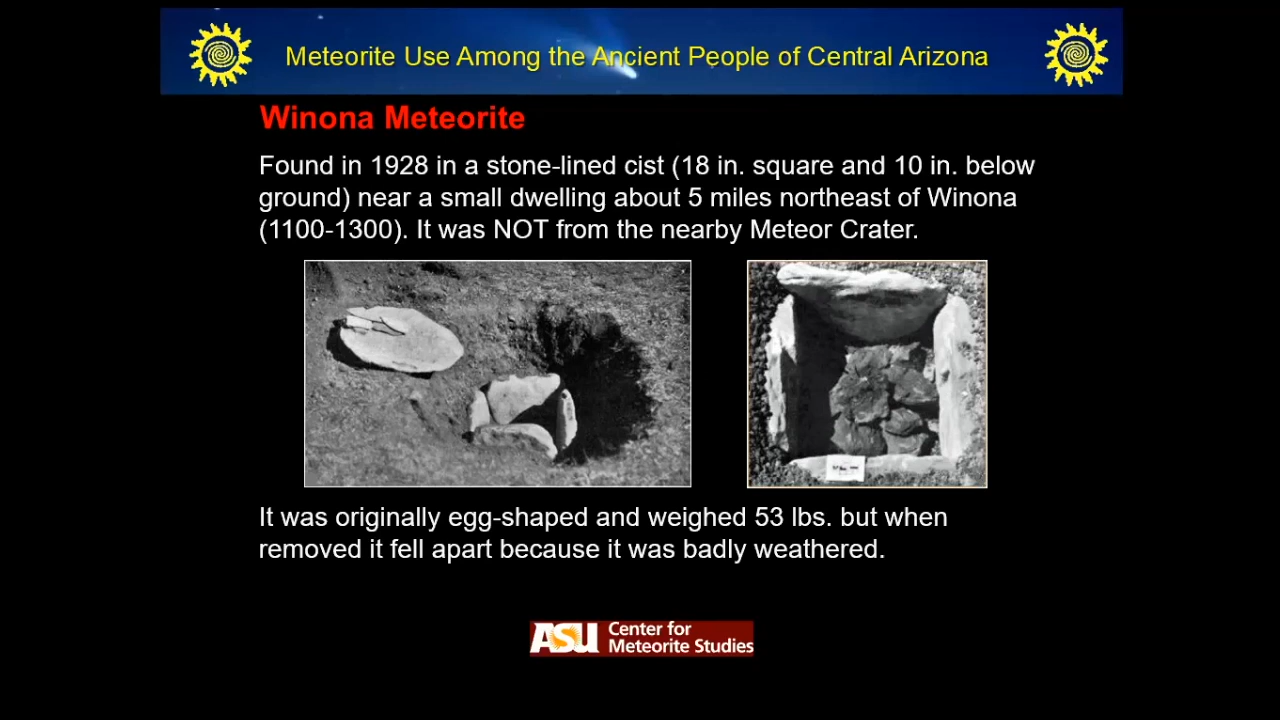 Meteorite Use Among the Ancient People of Central Arizona
Winona Meteorite
Found in 1928 in a stone-lined cist (18 in. square and 10 in. below
ground) near a small dwelling about 5 miles northeast of Winona
(1100-1300). It was NOT from the nearby Meteor Crater.
It was originally egg-shaped and weighed 53 lbs. but when
removed it fell apart because it was badly weathered.
ASU Center for
Meteorite Studies